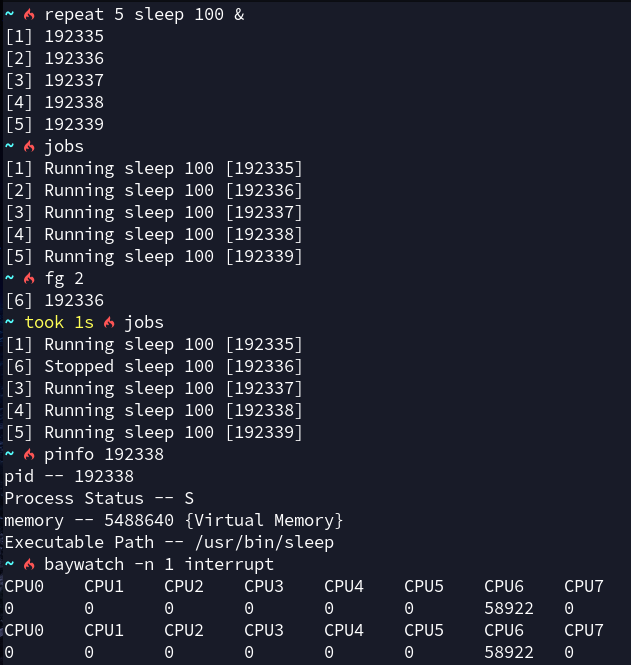 ~ 🔥 repeat 5 sleep 100 &
[1] 192335
[2] 192336
[3] 192337
[4] 192338
[5] 192339
~ 🔥 jobs
[1] Running sleep 100 [192335]
[2] Running sleep 100 [192336]
[3] Running sleep 100 [192337]
[4] Running sleep 100 [192338]
[5] Running sleep 100 [192339]
~ 🔥 fg 2
[6] 192336
~ took 1s 🔥 jobs
[1] Running sleep 100 [192335]
[6] Stopped sleep 100 [192336]
[3] Running sleep 100 [192337]
[4] Running sleep 100 [192338]
[5] Running sleep 100 [192339]
~ 🔥 pinfo 192338
pid -- 192338
Process Status -- S
memory -- 5488640 {Virtual Memory}
Executable Path -- /usr/bin/sleep
~ 🔥 baywatch -n 1 interrupt
CPU0 CPU1 CPU2 CPU3 CPU4 CPU5 CPU6 CPU7
0 0 0 0 0 0 58922 0
CPU0 CPU1 CPU2 CPU3 CPU4 CPU5 CPU6 CPU7
0 0 0 0 0 0 58922 0